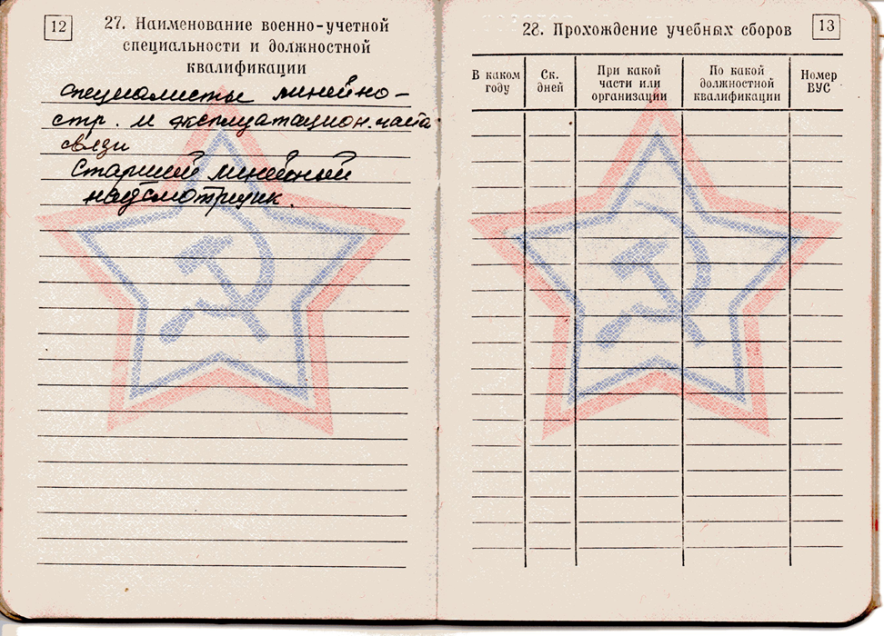 12
27. Наименование военно-учетной
специальности и должностной
квалификации
специалисты линейно-
стр. и эксплуатацион. части
связи
Старший линейный
надсмотрщик.
28. Прохождение учебных сборов
13
В каком году
Ск. дней
При какой части или организации
По какой должностной квалификации
Номер ВУС